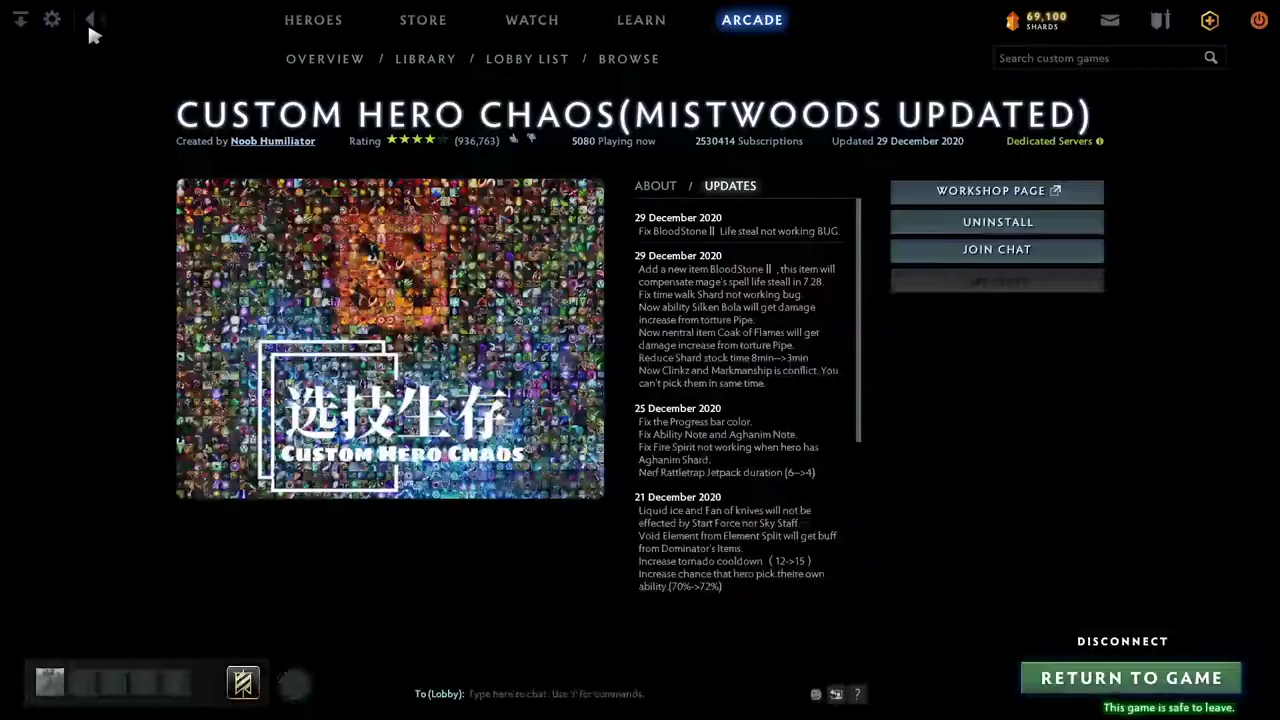 HEROES STORE WATCH LEARN ARCADE
69,100
SHARDS
OVERVIEW / LIBRARY / LOBBY LIST / BROWSE
Search custom games
CUSTOM HERO CHAOS(MISTWOODS UPDATED)
Created by Noob Humiliator Rating (936,763) 5080 Playing now 2530414 Subscriptions Updated 29 December 2020 Dedicated Servers
ABOUT / UPDATES
29 December 2020
Fix BloodStone Ⅱ Life steal not working BUG.
29 December 2020
Add a new item BloodStone Ⅱ , this item will
compensate mage's spell life steall in 7.28.
Fix time walk Shard not working bug.
Now ability Silken Bola will get damage
increase from torture Pipe.
Now nentral item Coak of Flames will get
damage increase from torture Pipe.
Reduce Shard stock time 8min-->3min
Now Clinkz and Markmanship is conflict. You
can't pick them in same time.
25 December 2020
Fix the Progress bar color.
Fix Ability Note and Aghanim Note.
Fix Fire Spirit not working when hero has
Aghanim Shard.
Nerf Rattletrap Jetpack duration (6-->4)
21 December 2020
Liquid ice and Fan of knives will not be
effected by Start Force nor Sky Staff.
Void Element from Element Split will get buff
from Dominator's Items.
Increase tornado cooldown ( 12->15 )
Increase chance that hero pick theire own
ability.(70%->72%)
WORKSHOP PAGE
UNINSTALL
JOIN CHAT
选技生存
CUSTOM HERO CHAOS
DISCONNECT
RETURN TO GAME
This game is safe to leave.
To (Lobby): Type here to chat. Use '/' for commands.
?